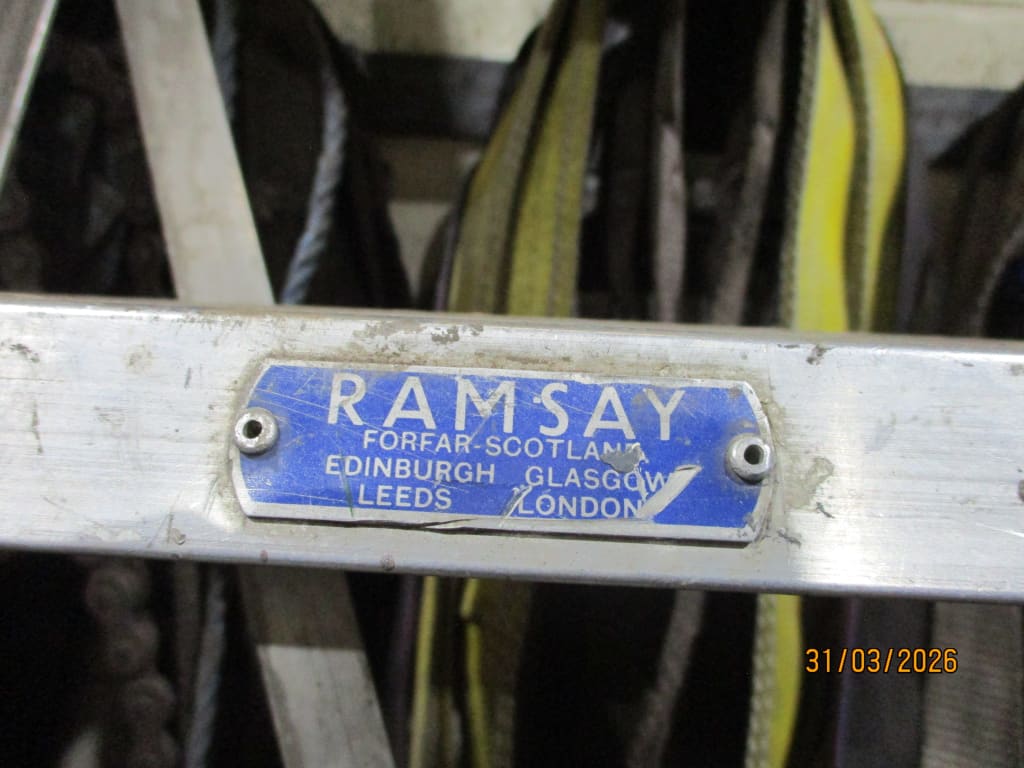 RAMSAY
FORFAR-SCOTLAND
EDINBURGH GLASGOW
LEEDS LONDON
31/03/2026